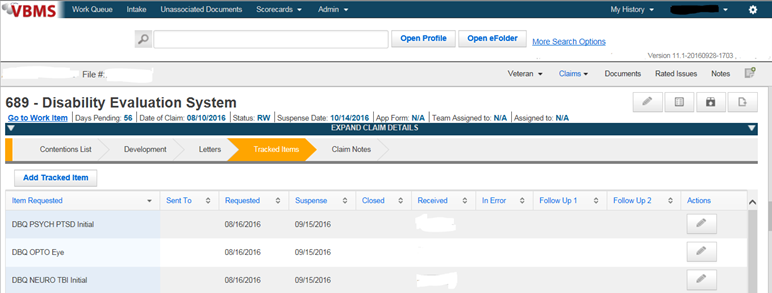 VBMS Work Queue Intake Unassociated Documents Scorecards Admin My History
Open Profile Open eFolder More Search Options
Version 11.1-20160928-1703
File #: Veteran Claims Documents Rated Issues Notes
689 - Disability Evaluation System
Go to Work Item Days Pending: 56 Date of Claim: 08/10/2016 Status: RW Suspense Date: 10/14/2016 App Form: N/A Team Assigned to: N/A Assigned to: N/A
EXPAND CLAIM DETAILS
Contentions List Development Letters Tracked Items Claim Notes
Add Tracked Item
Item Requested Sent To Requested Suspense Closed Received In Error Follow Up 1 Follow Up 2 Actions
DBQ PSYCH PTSD Initial 08/16/2016 09/15/2016
DBQ OPTO Eye 08/16/2016 09/15/2016
DBQ NEURO TBI Initial 08/16/2016 09/15/2016